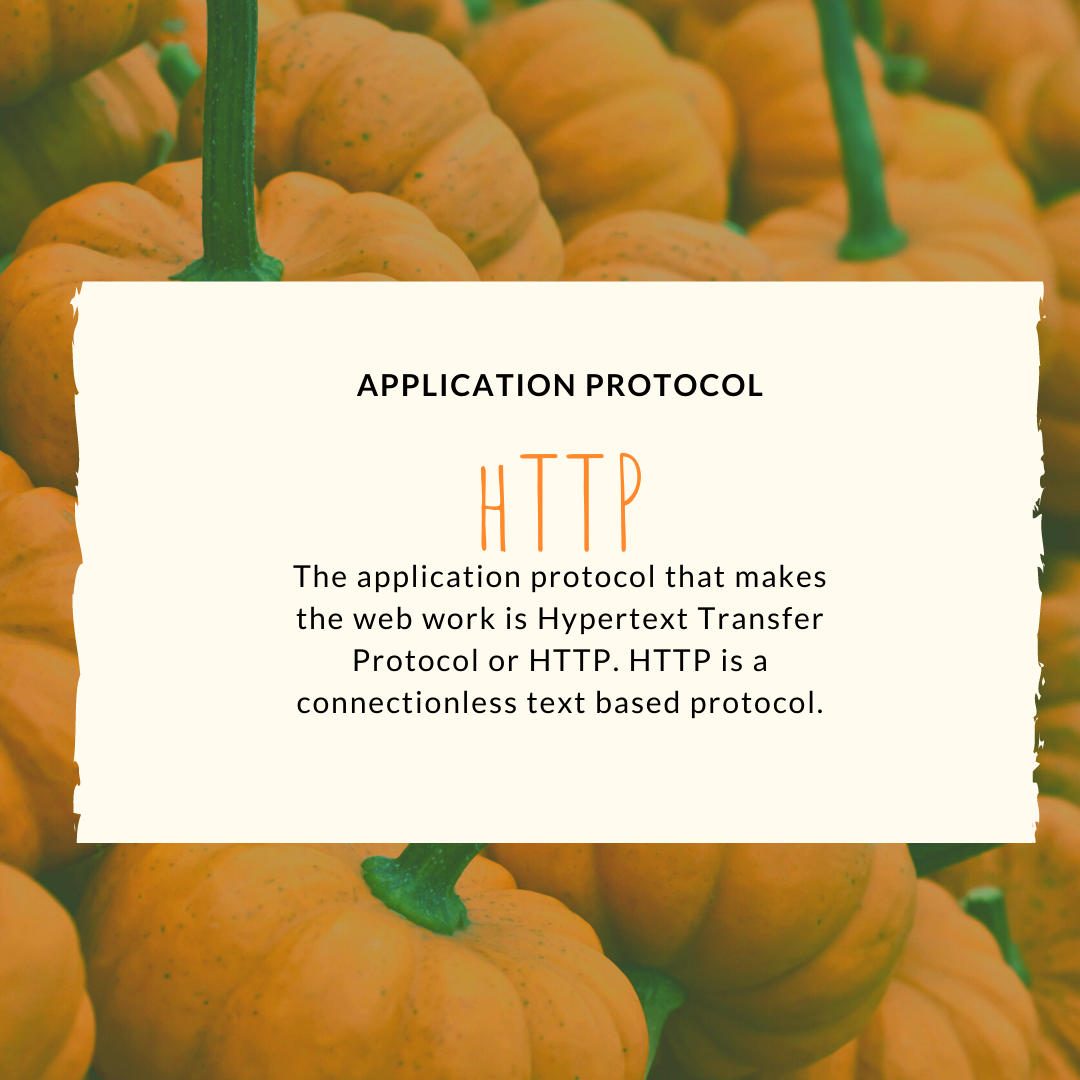 APPLICATION PROTOCOL
HTTP
The application protocol that makes
the web work is Hypertext Transfer
Protocol or HTTP. HTTP is a
connectionless text based protocol.